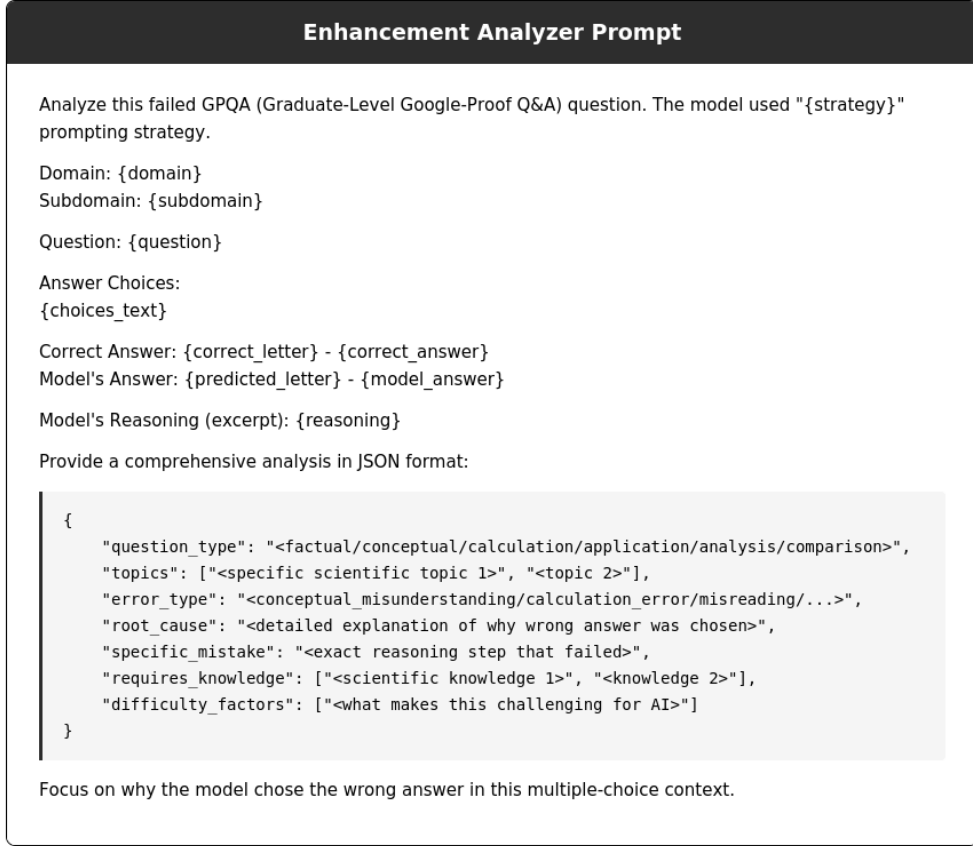 Enhancement Analyzer Prompt
Analyze this failed GPQA (Graduate-Level Google-Proof Q&A) question. The model used "{strategy}"
prompting strategy.
Domain: {domain}
Subdomain: {subdomain}
Question: {question}
Answer Choices:
{choices_text}
Correct Answer: {correct_letter} - {correct_answer}
Model's Answer: {predicted_letter} - {model_answer}
Model's Reasoning (excerpt): {reasoning}
Provide a comprehensive analysis in JSON format:
{
    "question_type": "<factual/conceptual/calculation/application/analysis/comparison>",
    "topics": ["<specific scientific topic 1>", "<topic 2>"],
    "error_type": "<conceptual_misunderstanding/calculation_error/misreading/...>",
    "root_cause": "<detailed explanation of why wrong answer was chosen>",
    "specific_mistake": "<exact reasoning step that failed>",
    "requires_knowledge": ["<scientific knowledge 1>", "<knowledge 2>"],
    "difficulty_factors": ["<what makes this challenging for AI>"]
}
Focus on why the model chose the wrong answer in this multiple-choice context.